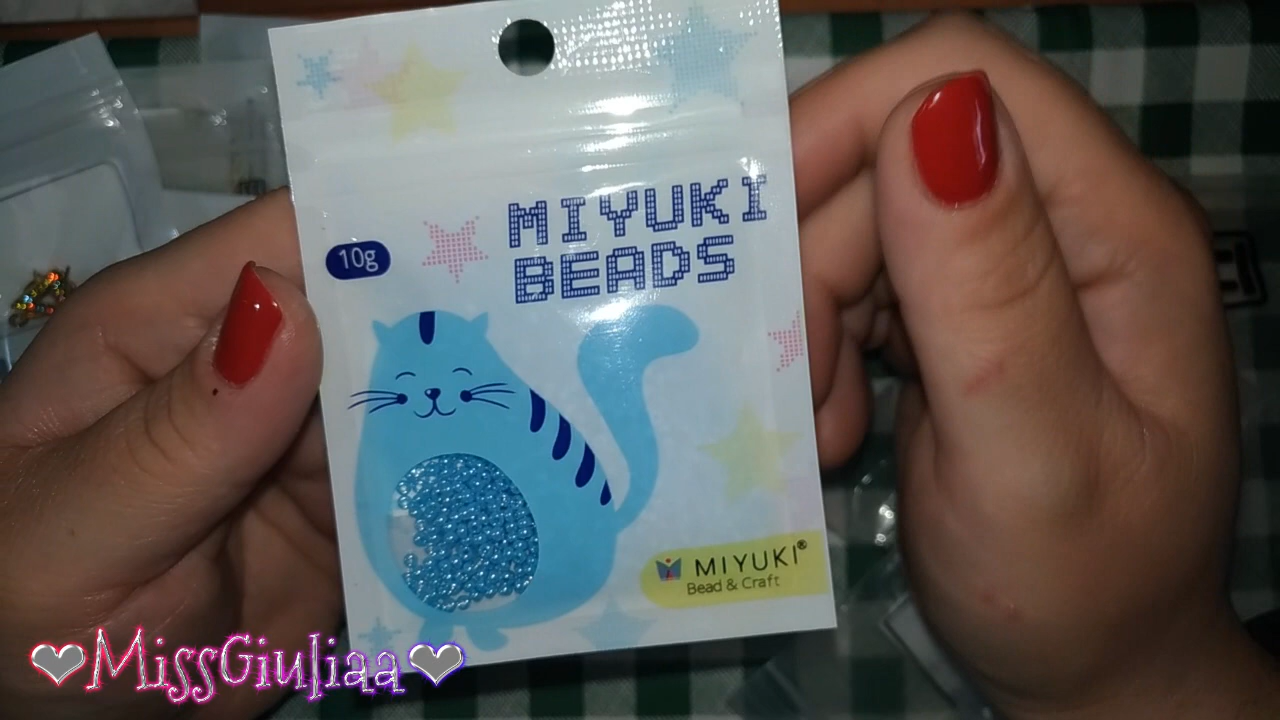 MIYUKI
BEADS
10g
MIYUKI®
Bead & Craft
❤MissGiuliaa❤